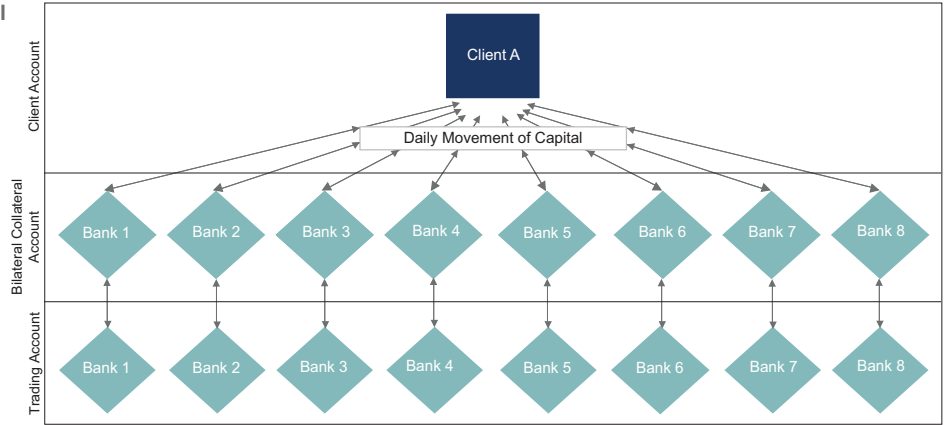 I
Client Account
Client A
Daily Movement of Capital
Bilateral Collateral
Account
Bank 1
Bank 2
Bank 3
Bank 4
Bank 5
Bank 6
Bank 7
Bank 8
Trading Account
Bank 1
Bank 2
Bank 3
Bank 4
Bank 5
Bank 6
Bank 7
Bank 8